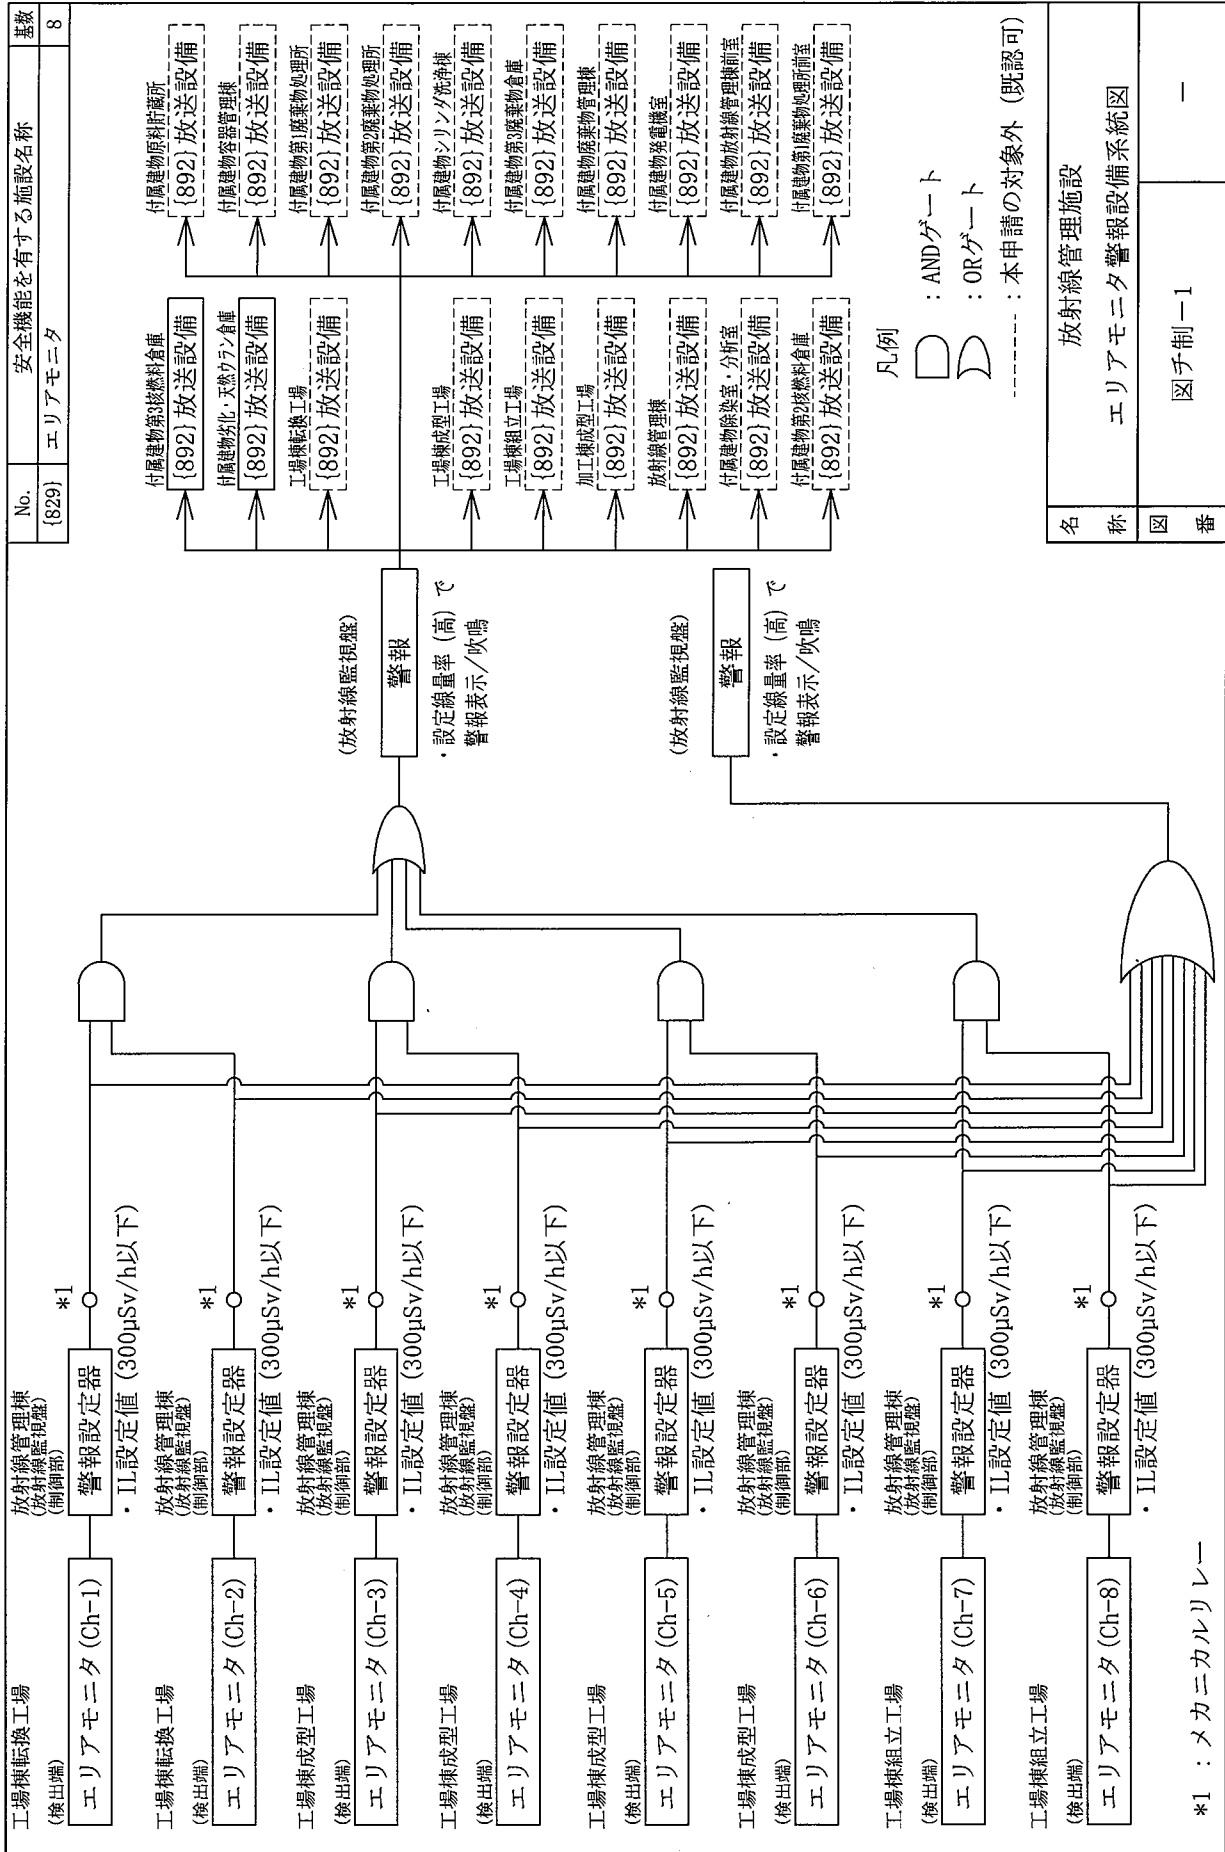 No.
安全機能を有する施設名称
基数
{829}
エリアモニタ
8
工場棟転換工場
(検出端)
エリアモニタ(Ch-1)
放射線管理棟
(放射線監視盤)
(制御部)
警報設定器
・IL設定値(300μSv/h以下)
*1
工場棟転換工場
(検出端)
エリアモニタ(Ch-2)
放射線管理棟
(放射線監視盤)
(制御部)
警報設定器
・IL設定値(300μSv/h以下)
*1
工場棟成型工場
(検出端)
エリアモニタ(Ch-3)
放射線管理棟
(放射線監視盤)
(制御部)
警報設定器
・IL設定値(300μSv/h以下)
*1
工場棟成型工場
(検出端)
エリアモニタ(Ch-4)
放射線管理棟
(放射線監視盤)
(制御部)
警報設定器
・IL設定値(300μSv/h以下)
*1
工場棟成型工場
(検出端)
エリアモニタ(Ch-5)
放射線管理棟
(放射線監視盤)
(制御部)
警報設定器
・IL設定値(300μSv/h以下)
*1
工場棟成型工場
(検出端)
エリアモニタ(Ch-6)
放射線管理棟
(放射線監視盤)
(制御部)
警報設定器
・IL設定値(300μSv/h以下)
*1
工場棟組立工場
(検出端)
エリアモニタ(Ch-7)
放射線管理棟
(放射線監視盤)
(制御部)
警報設定器
・IL設定値(300μSv/h以下)
*1
工場棟組立工場
(検出端)
エリアモニタ(Ch-8)
放射線管理棟
(放射線監視盤)
(制御部)
警報設定器
・IL設定値(300μSv/h以下)
*1
(放射線監視盤)
警報
・設定線量率(高)で
警報表示/吹鳴
(放射線監視盤)
警報
・設定線量率(高)で
警報表示/吹鳴
付属建物第3核燃料倉庫
{892}放送設備
付属建物劣化・天然ウラン倉庫
{892}放送設備
工場棟転換工場
{892}放送設備
工場棟成型工場
{892}放送設備
工場棟組立工場
{892}放送設備
加工棟成型工場
{892}放送設備
放射線管理棟
{892}放送設備
付属建物除染室・分析室
{892}放送設備
付属建物第2核燃料倉庫
{892}放送設備
付属建物原料貯蔵所
{892}放送設備
付属建物容器管理棟
{892}放送設備
付属建物第1廃棄物処理所
{892}放送設備
付属建物第2廃棄物処理所
{892}放送設備
付属建物シリンダ洗浄棟
{892}放送設備
付属建物第3廃棄物倉庫
{892}放送設備
付属建物廃棄物管理棟
{892}放送設備
付属建物発電機室
{892}放送設備
付属建物放射線管理棟前室
{892}放送設備
付属建物第1廃棄物処理所前室
{892}放送設備
凡例
:ANDゲート
:ORゲート
:本申請の対象外(既認可)
*1 :メカニカルリレー
名称
放射線管理施設
エリアモニタ警報設備系統図
図番
図チ制-1
-